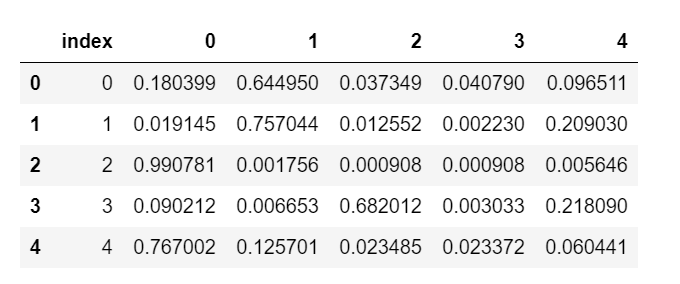 index 0 1 2 3 4
0 0 0.180399 0.644950 0.037349 0.040790 0.096511
1 1 0.019145 0.757044 0.012552 0.002230 0.209030
2 2 0.990781 0.001756 0.000908 0.000908 0.005646
3 3 0.090212 0.006653 0.682012 0.003033 0.218090
4 4 0.767002 0.125701 0.023485 0.023372 0.060441